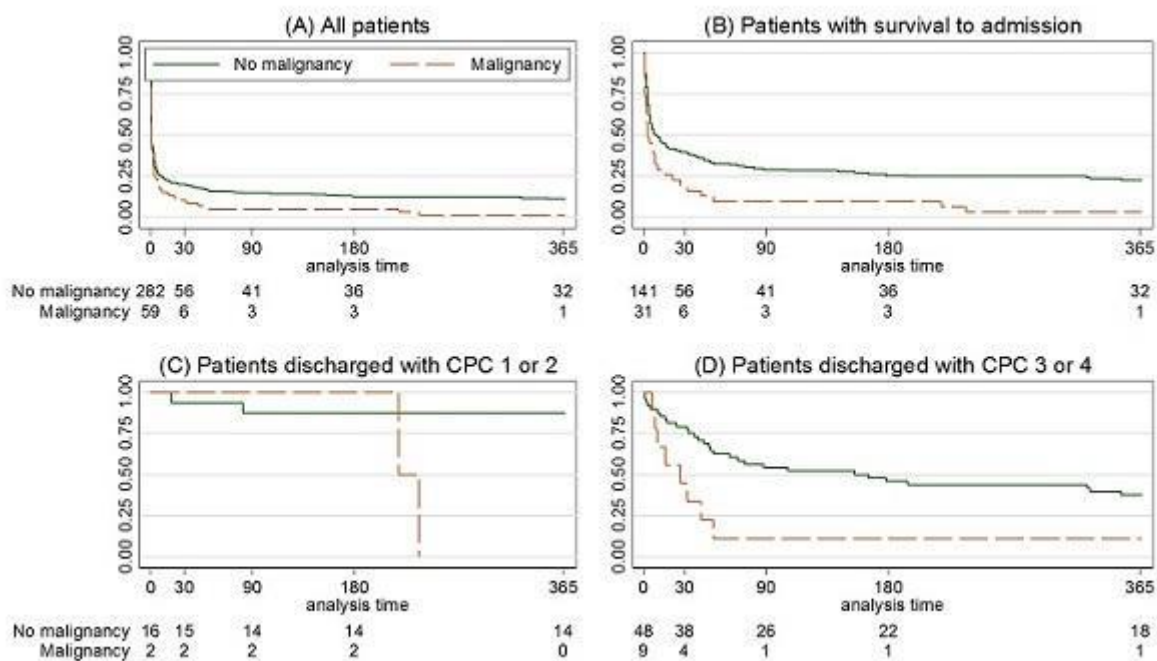 (A) All patients
(B) Patients with survival to admission
No malignancy Malignancy
0.00 0.25 0.50 0.75 1.00
0.00 0.25 0.50 0.75 1.00
0 30 90 180 365
0 30 90 180 365
analysis time
analysis time
No malignancy 282 56 41 36 32
Malignancy 59 6 3 3 1
141 56 41 36 32
31 6 3 3 1
(C) Patients discharged with CPC 1 or 2
(D) Patients discharged with CPC 3 or 4
0.00 0.25 0.50 0.75 1.00
0.00 0.25 0.50 0.75 1.00
0 30 90 180 365
0 30 90 180 365
analysis time
analysis time
No malignancy 16 15 14 14 14
Malignancy 2 2 2 2 0
48 38 26 22 18
9 4 1 1 1